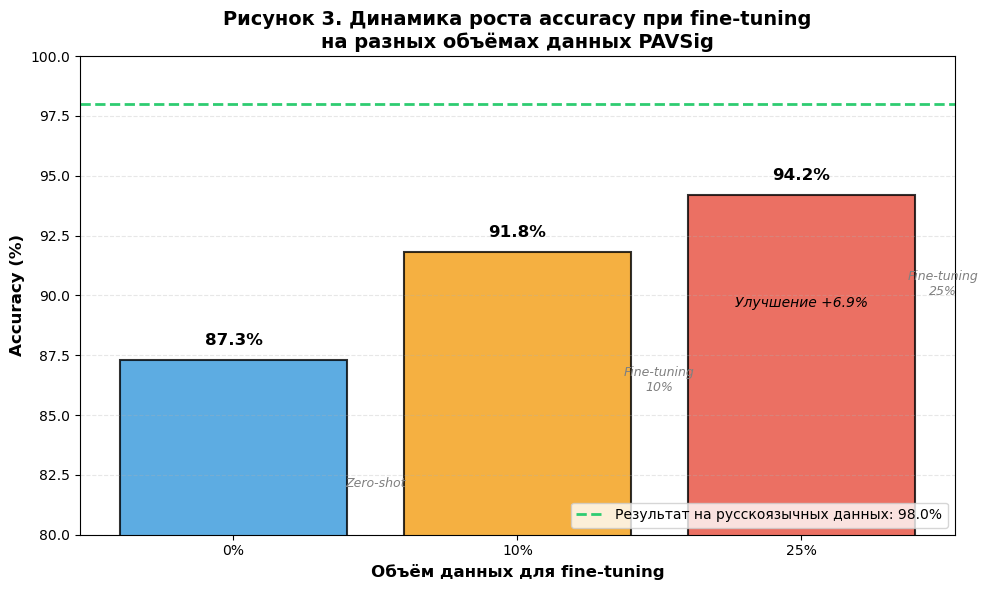 Рисунок 3. Динамика роста accuracy при fine-tuning
на разных объёмах данных PAVSig
Accuracy (%)
100.0
97.5
95.0
92.5
90.0
87.5
85.0
82.5
80.0
87.3%
91.8%
94.2%
Zero-shot
Fine-tuning
10%
Улучшение +6.9%
Fine-tuning
25%
Результат на русскоязычных данных: 98.0%
0%
10%
25%
Объём данных для fine-tuning